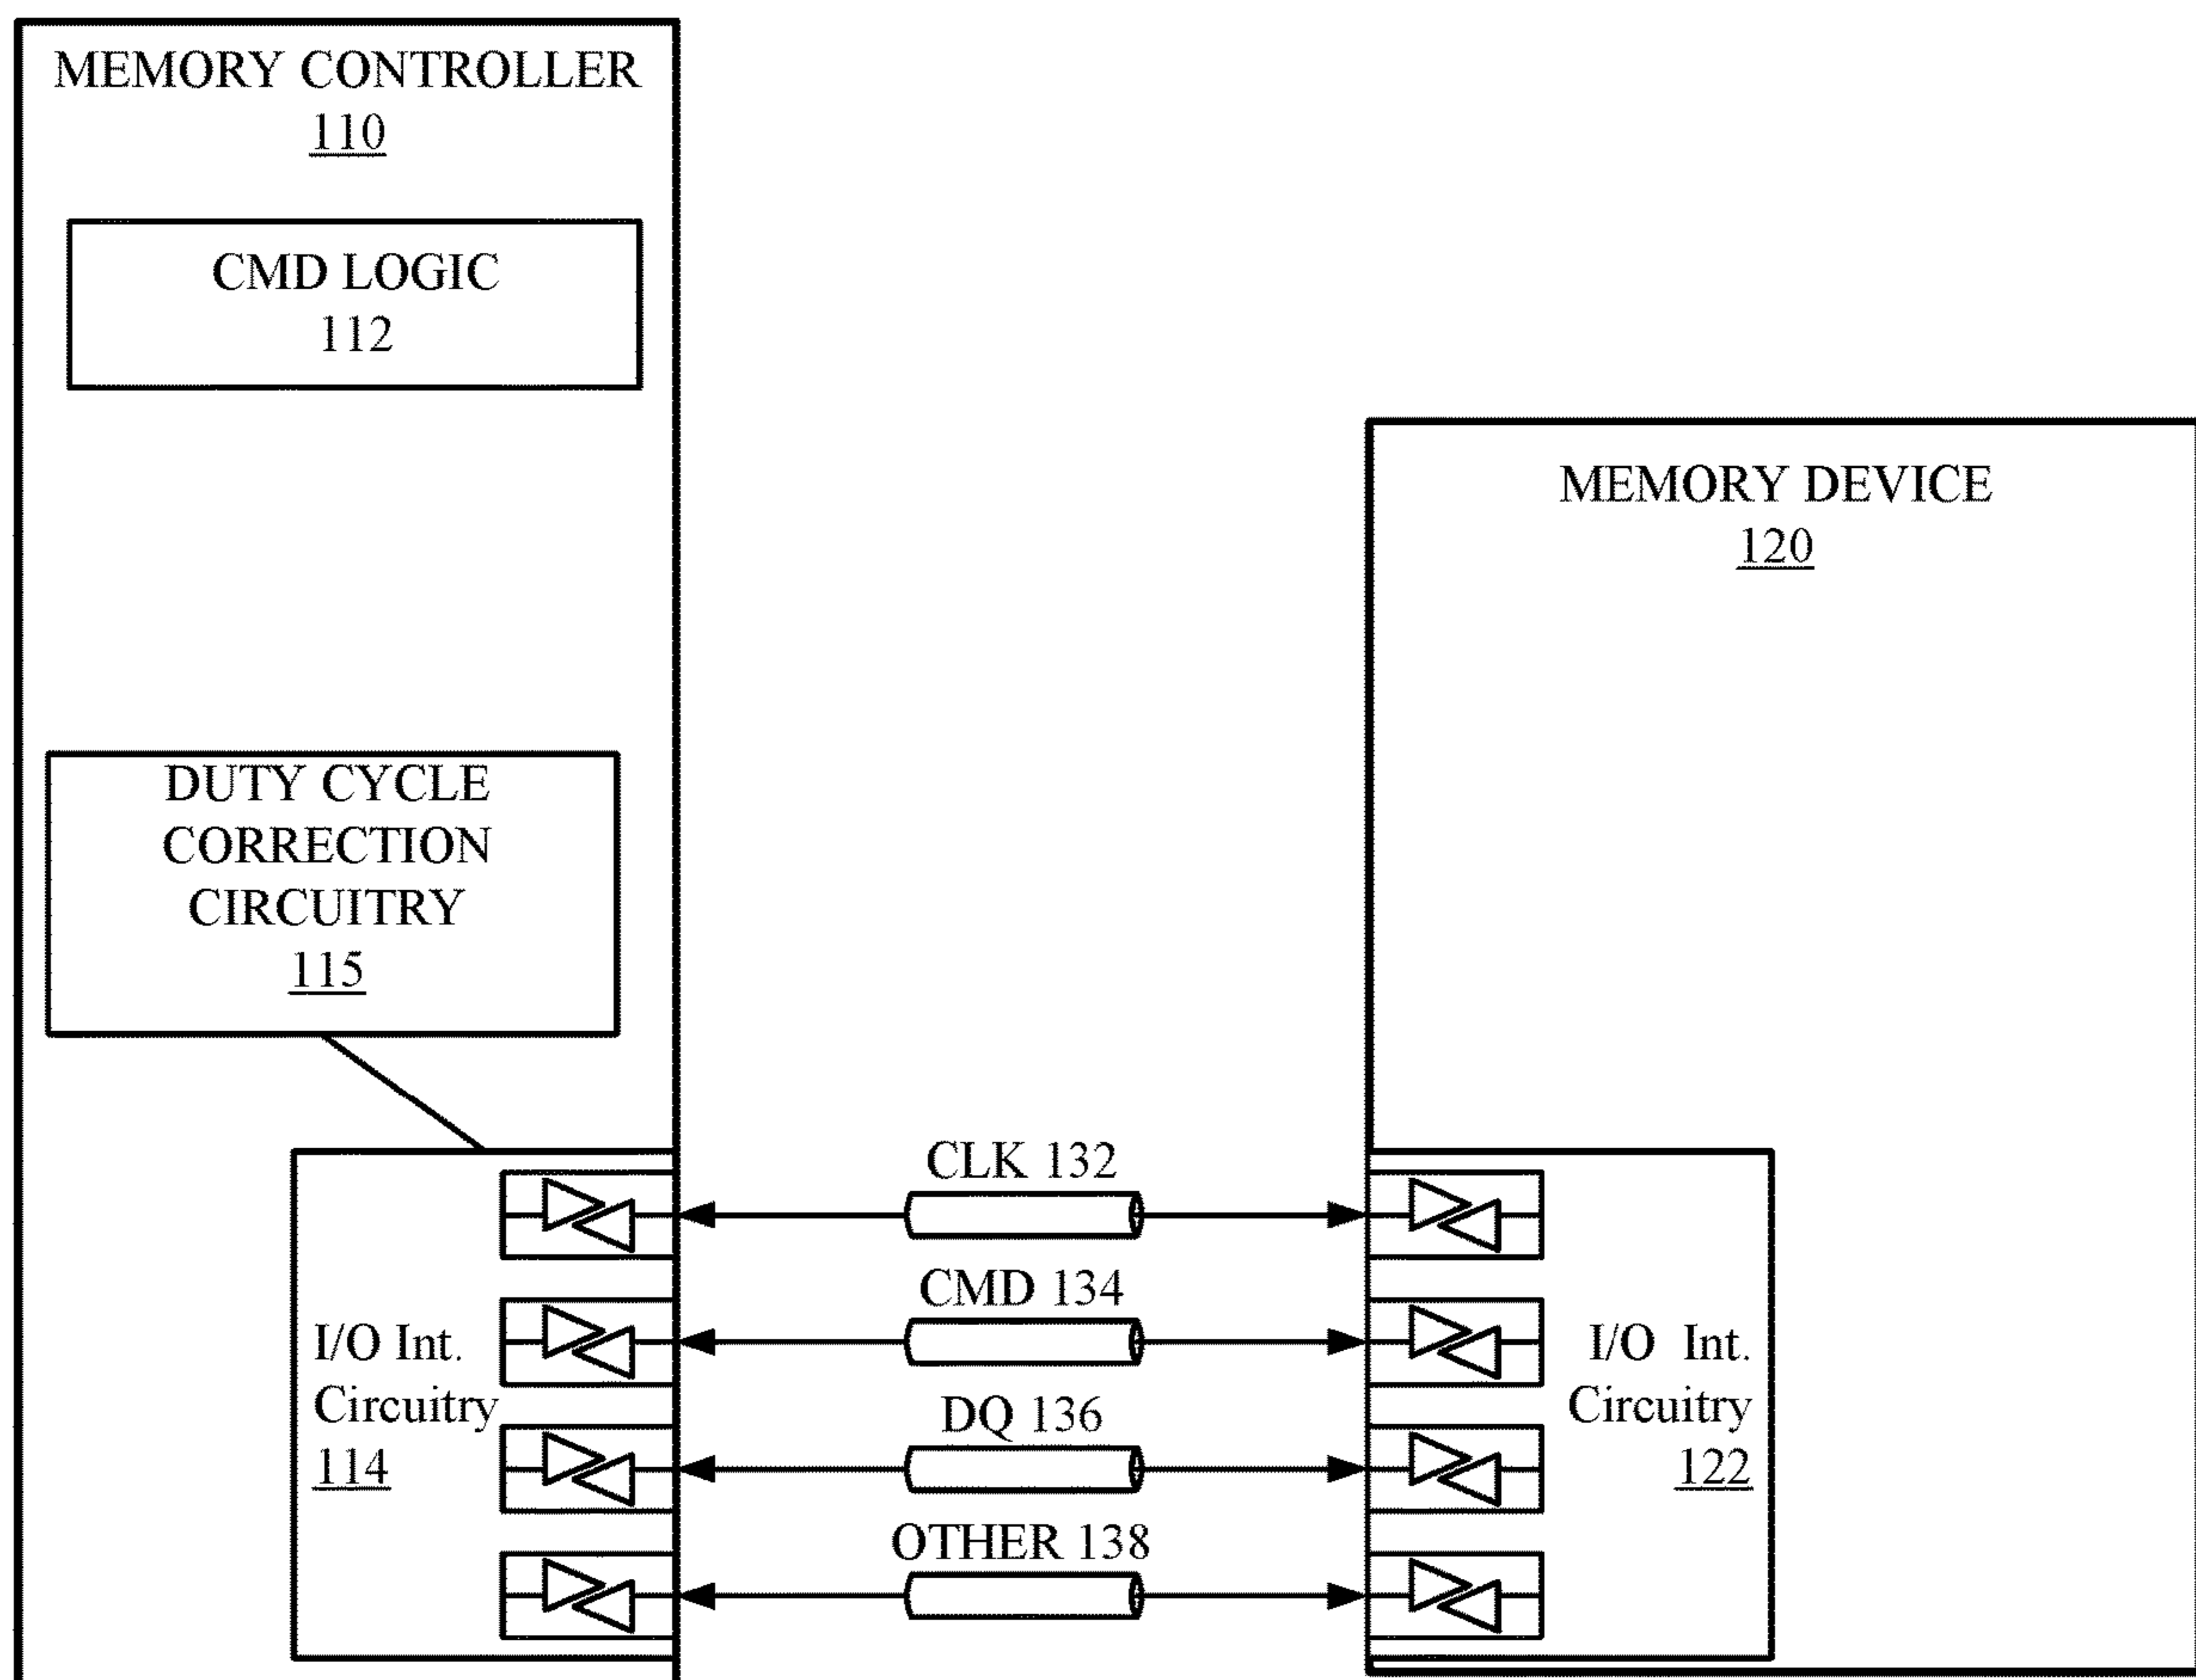 MEMORY CONTROLLER
110
CMD LOGIC
112
MEMORY DEVICE
120
DUTY CYCLE
CORRECTION
CIRCUITRY
115
I/O Int.
Circuitry
114
CLK 132
CMD 134
DQ 136
OTHER 138
I/O Int.
Circuitry
122